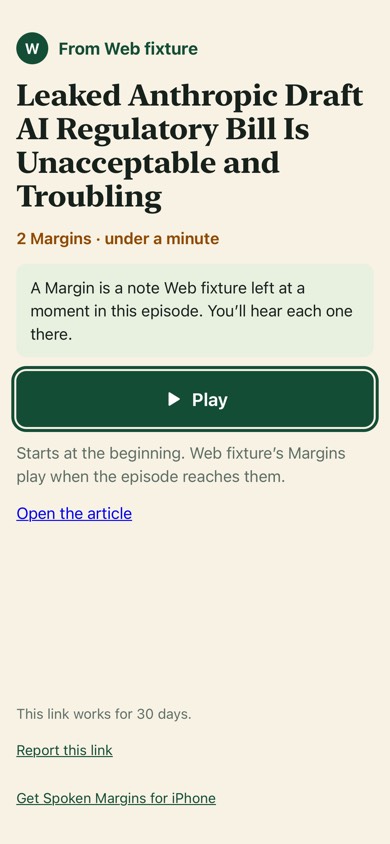 W From Web fixture
Leaked Anthropic Draft
AI Regulatory Bill Is
Unacceptable and
Troubling
2 Margins · under a minute
A Margin is a note Web fixture left at a
moment in this episode. You’ll hear each one
there.
Play
Starts at the beginning. Web fixture’s Margins
play when the episode reaches them.
Open the article
This link works for 30 days.
Report this link
Get Spoken Margins for iPhone